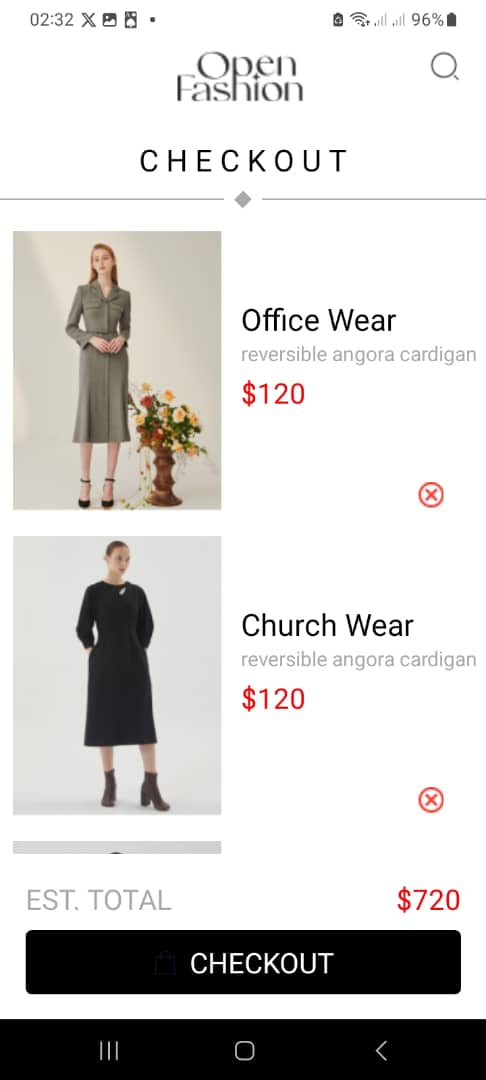 02:32
96%
Open
Fashion
CHECKOUT
Office Wear
reversible angora cardigan
$120
Church Wear
reversible angora cardigan
$120
EST. TOTAL $720
CHECKOUT